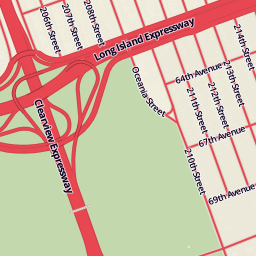 206th Street
207th Street
208th Street
Long Island Expressway
214th Street
Oceania Street
64th Avenue
213th Street
212th Street
211th Street
Clearview Expressway
67th Avenue
210th Street
69th Avenue